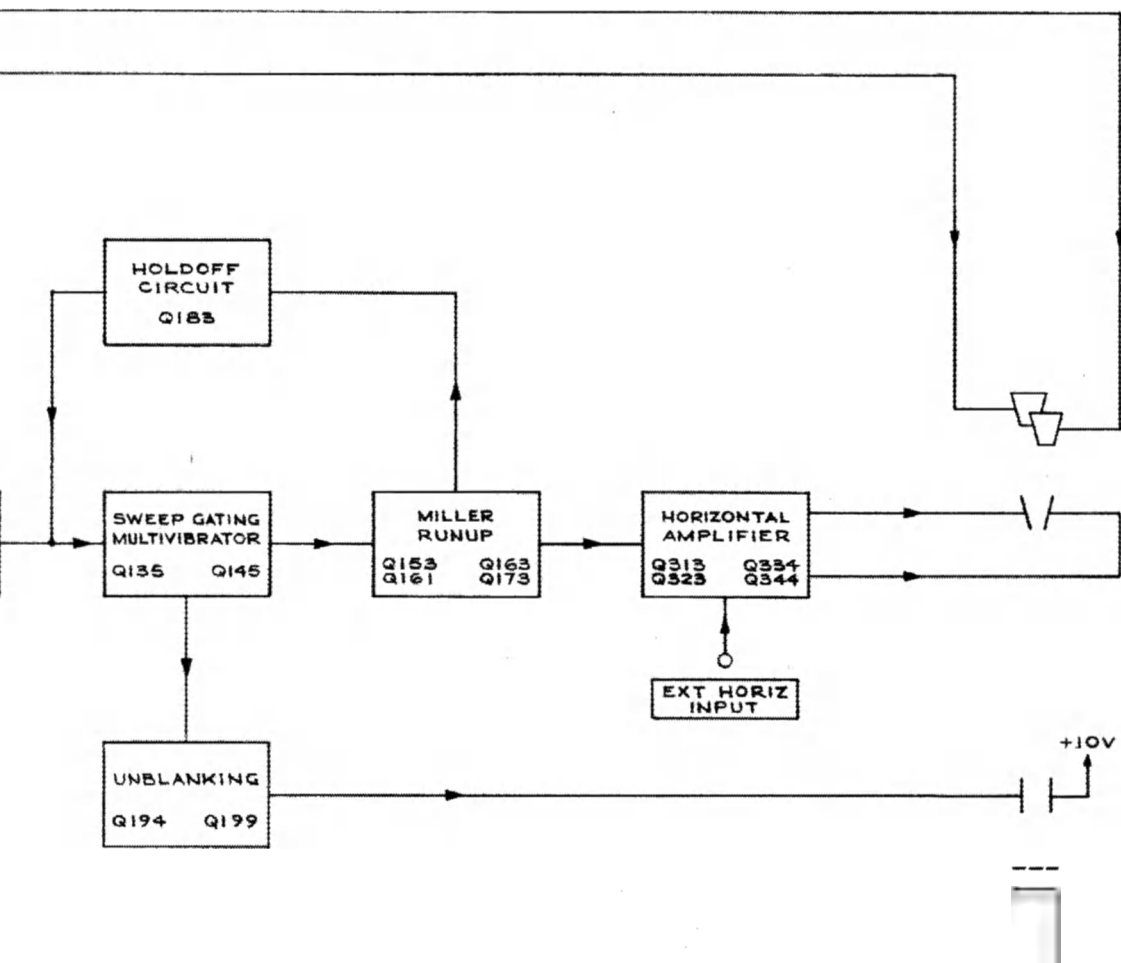 HOLDOFF
CIRCUIT
Q183
SWEEP GATING
MULTIVIBRATOR
Q135 Q145
MILLER
RUNUP
Q153 Q163
Q161 Q173
HORIZONTAL
AMPLIFIER
Q313 Q334
Q323 Q344
EXT HORIZ
INPUT
+10V
UNBLANKING
Q194 Q199